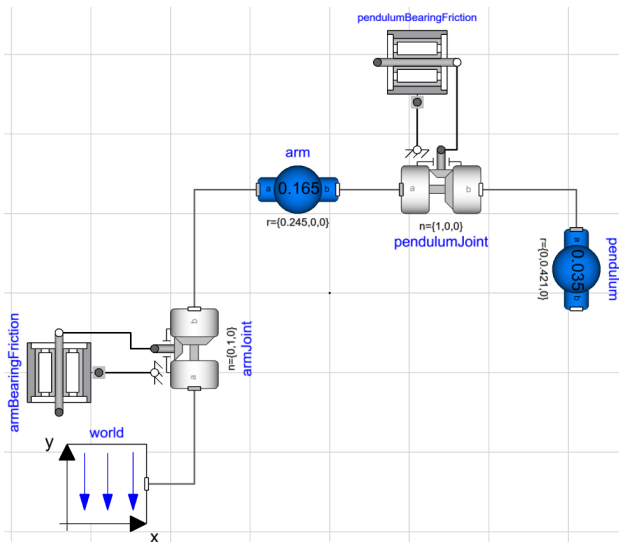 pendulumBearingFriction
arm
a 0.165 b
r={0.245,0,0}
a b
n={1,0,0}
pendulumJoint
a 0.035 b
r={0,0.421,0}
pendulum
b
a
n={0,1,0}
armJoint
armBearingFriction
world
y
x